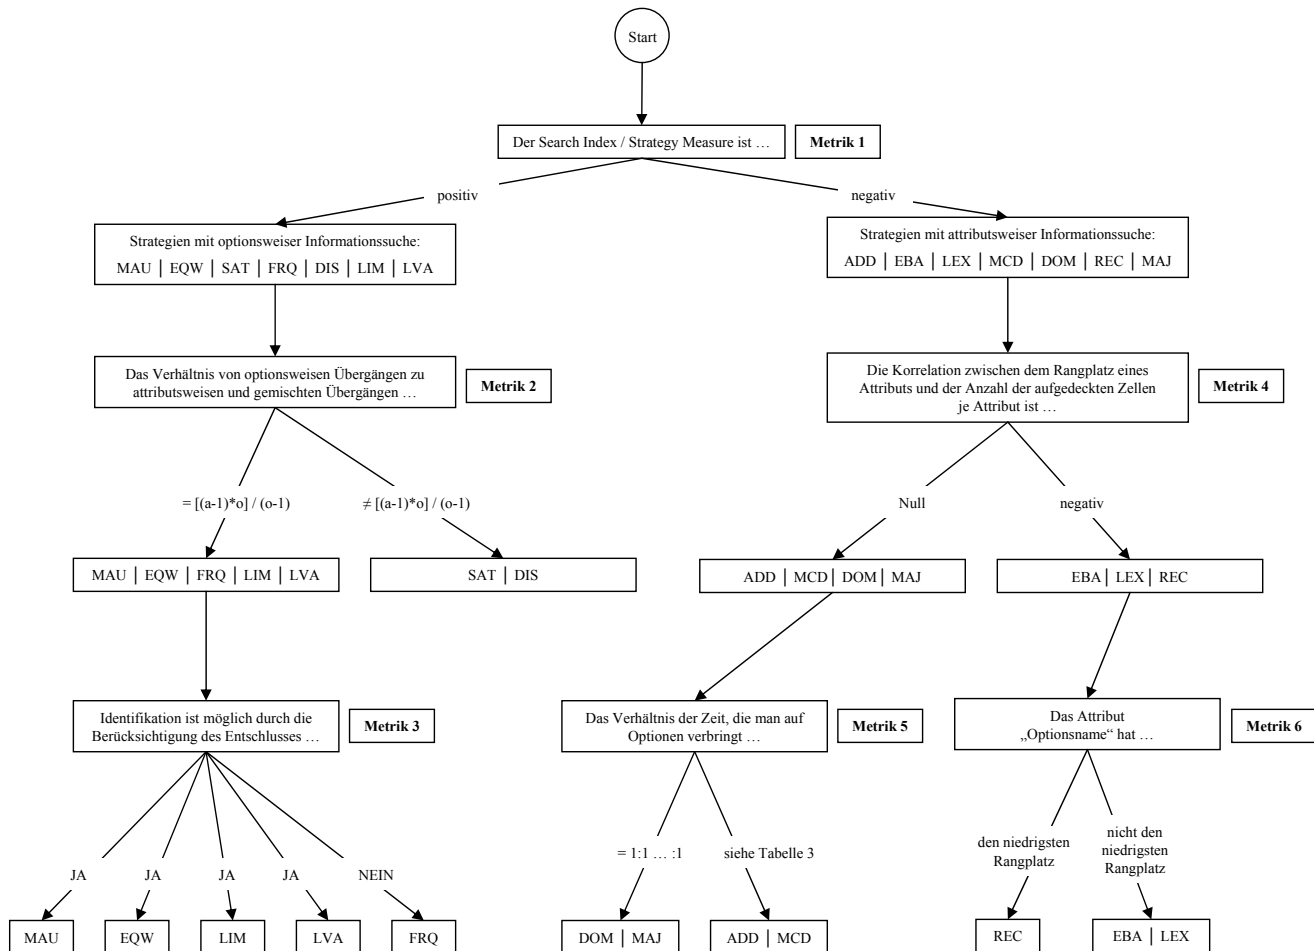 Start
Der Search Index / Strategy Measure ist …
Metrik 1
positiv
negativ
Strategien mit optionsweiser Informationssuche:
MAU | EQW | SAT | FRQ | DIS | LIM | LVA
Strategien mit attributsweiser Informationssuche:
ADD | EBA | LEX | MCD | DOM | REC | MAJ
Das Verhältnis von optionsweisen Übergängen zu
attributsweisen und gemischten Übergängen …
Metrik 2
Die Korrelation zwischen dem Rangplatz eines
Attributs und der Anzahl der aufgedeckten Zellen
je Attribut ist …
Metrik 4
= [(a-1)*o] / (o-1)
≠ [(a-1)*o] / (o-1)
Null
negativ
MAU | EQW | FRQ | LIM | LVA
SAT | DIS
ADD | MCD | DOM | MAJ
EBA | LEX | REC
Identifikation ist möglich durch die
Berücksichtigung des Entschlusses …
Metrik 3
Das Verhältnis der Zeit, die man auf
Optionen verbringt …
Metrik 5
Das Attribut
„Optionsname“ hat …
Metrik 6
JA
JA
JA
JA
NEIN
= 1:1 … :1
siehe Tabelle 3
den niedrigsten
Rangplatz
nicht den
niedrigsten
Rangplatz
MAU
EQW
LIM
LVA
FRQ
DOM | MAJ
ADD | MCD
REC
EBA | LEX